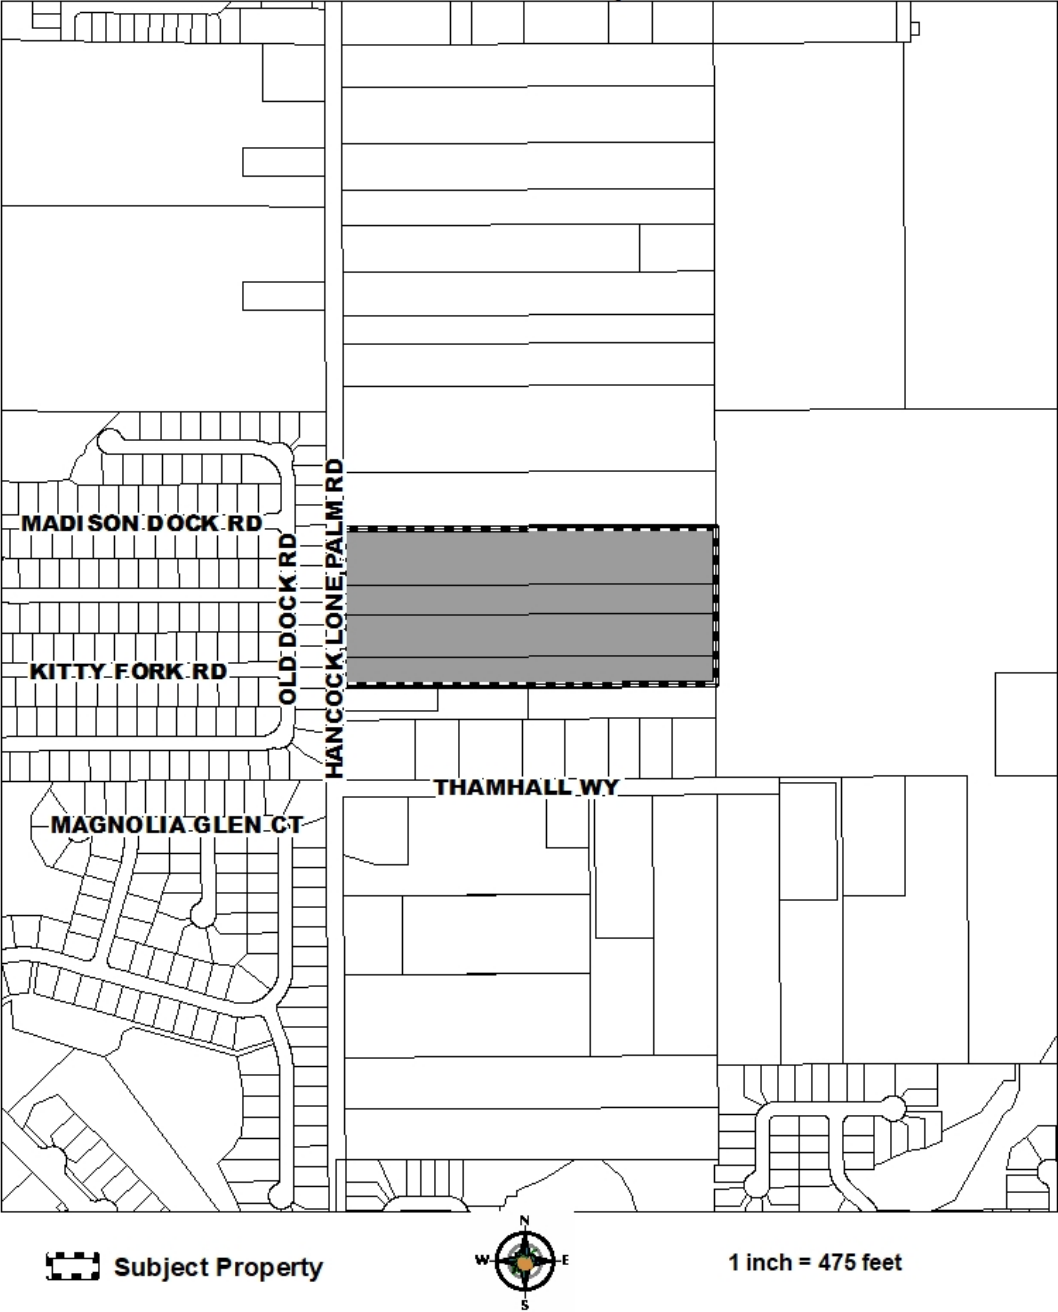 MADISON DOCK RD
OLD DOCK RD
HANCOCK LONE PALM RD
KITTY FORK RD
THAMHALL WY
MAGNOLIA GLEN CT
Subject Property
N
W
E
S
1 inch = 475 feet